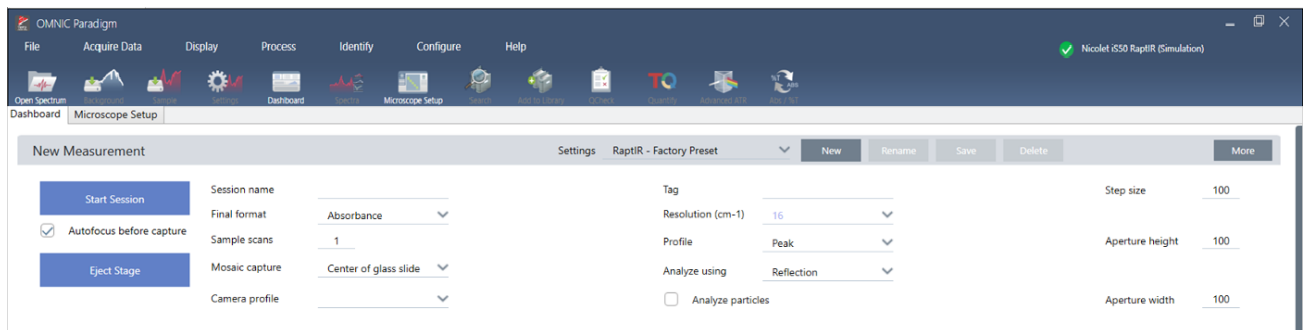 OMNIC Paradigm
File Acquire Data Display Process Identify Configure Help
Nicolet iS50 RaptIR (Simulation)
Open Spectrum Background Sample Settings Dashboard Spectra Microscope Setup Search Add to Library QCheck Quantify Advanced ATR Abs / %T
Dashboard Microscope Setup
New Measurement Settings RaptIR - Factory Preset New Rename Save Delete More
Start Session Session name Tag Step size 100
Final format Absorbance Resolution (cm-1) 16
Autofocus before capture Sample scans 1 Profile Peak Aperture height 100
Eject Stage Mosaic capture Center of glass slide Analyze using Reflection
Camera profile Analyze particles Aperture width 100